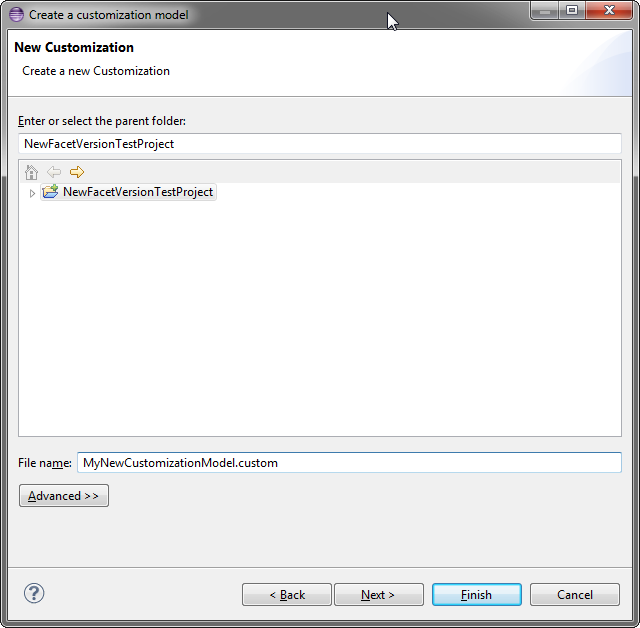 Create a customization model
New Customization
Create a new Customization
Enter or select the parent folder:
NewFacetVersionTestProject
NewFacetVersionTestProject
File name: MyNewCustomizationModel.custom
Advanced >>
? < Back Next > Finish Cancel